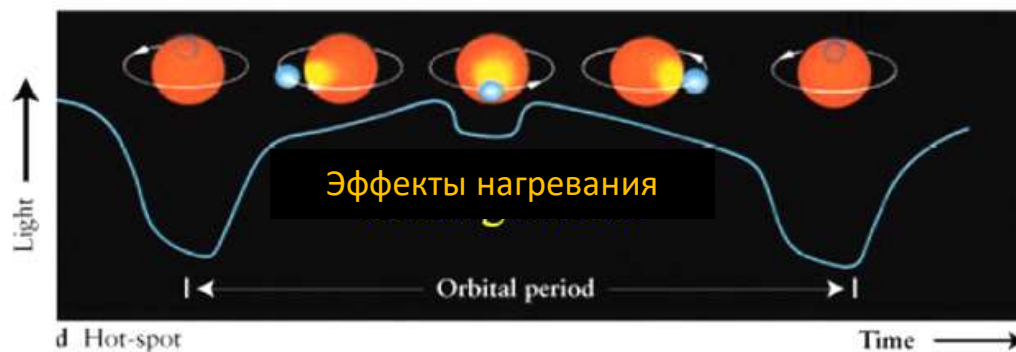 Light
Эффекты нагревания
Orbital period
d Hot-spot
Time